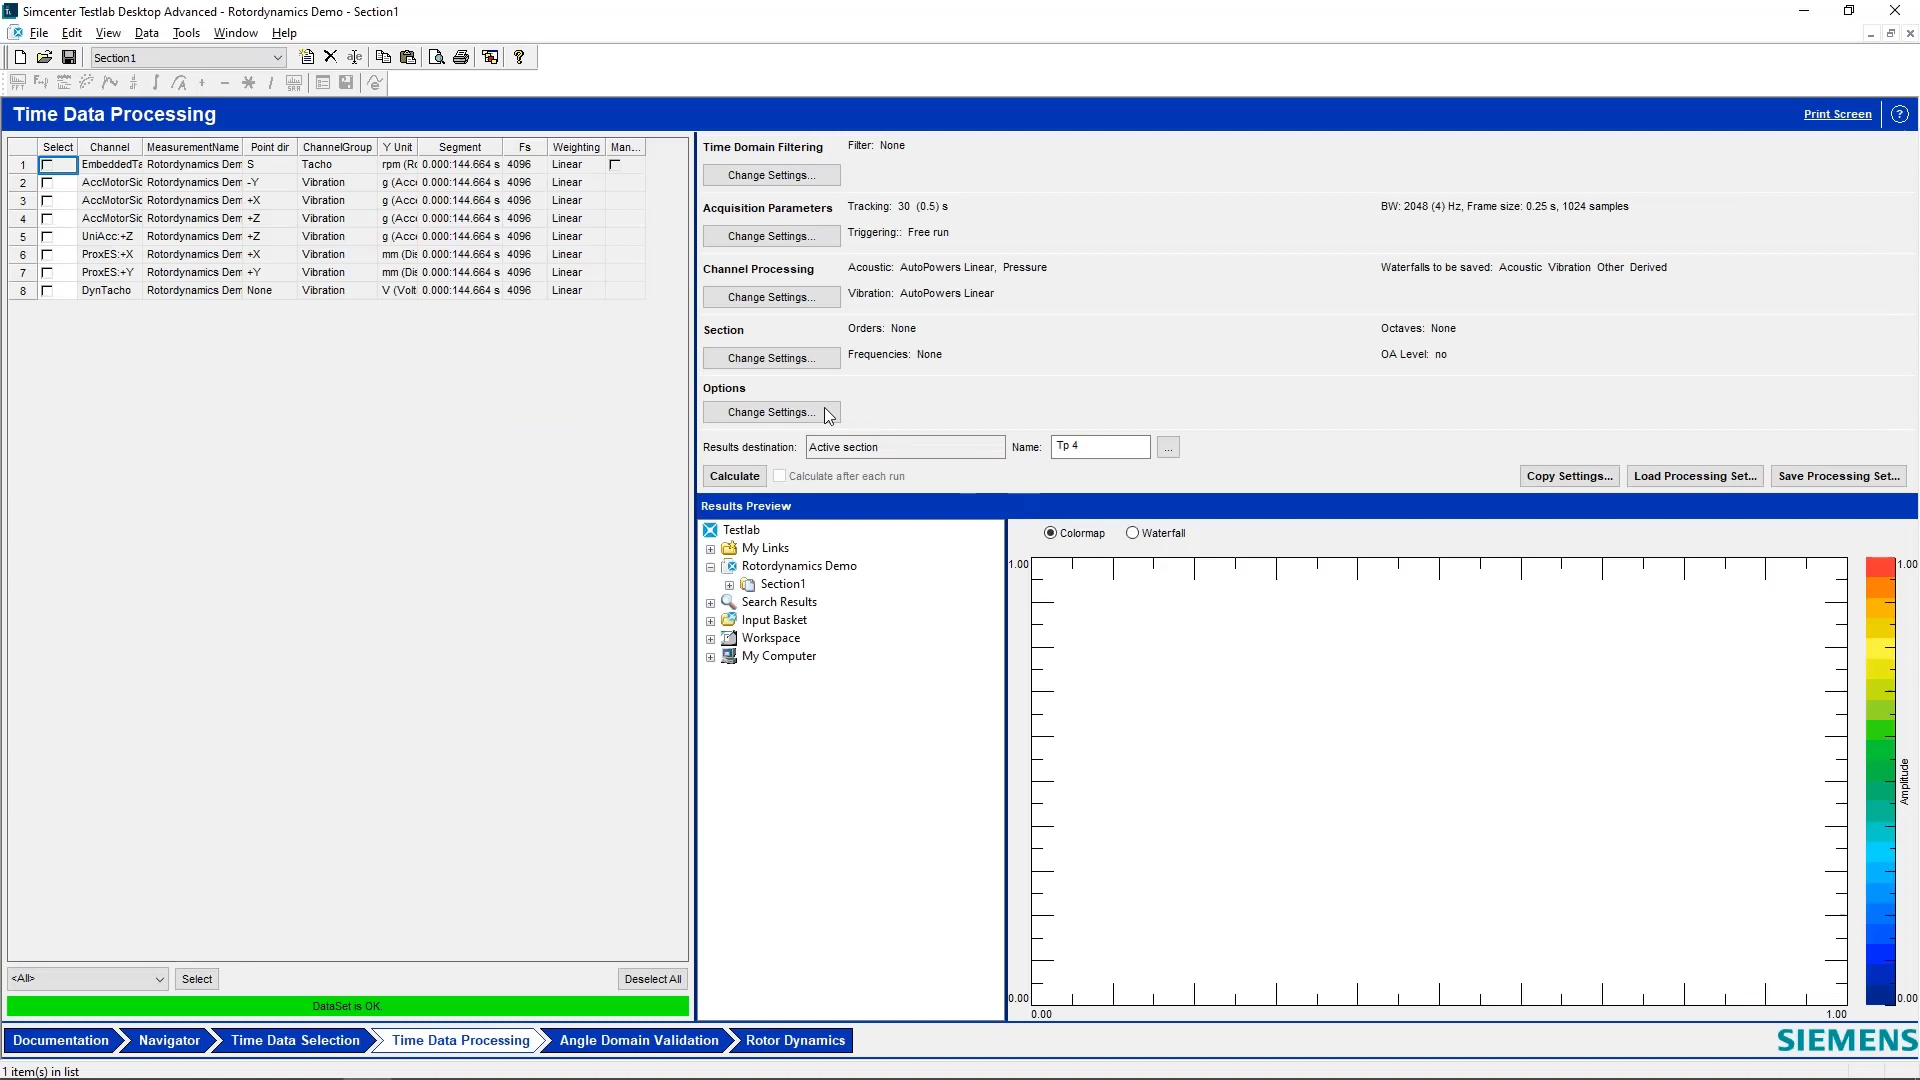 Simcenter Testlab Desktop Advanced - Rotordynamics Demo - Section1
File Edit View Data Tools Window Help
Section1
Time Data Processing
Print Screen
Select Channel MeasurementName Point dir ChannelGroup Y Unit Segment Fs Weighting Man...
1 EmbeddedTa Rotordynamics Dem S Tacho rpm (Ro 0.000:144.664 s 4096 Linear
2 AccMotorSid Rotordynamics Dem -Y Vibration g (Acce 0.000:144.664 s 4096 Linear
3 AccMotorSid Rotordynamics Dem +X Vibration g (Acce 0.000:144.664 s 4096 Linear
4 AccMotorSid Rotordynamics Dem +Z Vibration g (Acce 0.000:144.664 s 4096 Linear
5 UniAcc:+Z Rotordynamics Dem +Z Vibration g (Acce 0.000:144.664 s 4096 Linear
6 ProxES:+X Rotordynamics Dem +X Vibration mm (Dis 0.000:144.664 s 4096 Linear
7 ProxES:+Y Rotordynamics Dem +Y Vibration mm (Dis 0.000:144.664 s 4096 Linear
8 DynTacho Rotordynamics Dem None Vibration V (Volt 0.000:144.664 s 4096 Linear
<All> Select Deselect All
DataSet is OK.
Time Domain Filtering Filter: None
Change Settings...
Acquisition Parameters Tracking: 30 (0.5) s BW: 2048 (4) Hz, Frame size: 0.25 s, 1024 samples
Change Settings... Triggering:: Free run
Channel Processing Acoustic: AutoPowers Linear, Pressure Waterfalls to be saved: Acoustic Vibration Other Derived
Change Settings... Vibration: AutoPowers Linear
Section Orders: None Octaves: None
Change Settings... Frequencies: None OA Level: no
Options
Change Settings...
Results destination: Active section Name: Tp 4 ...
Calculate Calculate after each run Copy Settings... Load Processing Set... Save Processing Set...
Results Preview
Testlab
My Links
Rotordynamics Demo
Section1
Search Results
Input Basket
Workspace
My Computer
Colormap Waterfall
1.00 1.00
Amplitude
0.00 0.00
0.00 1.00
Documentation Navigator Time Data Selection Time Data Processing Angle Domain Validation Rotor Dynamics
SIEMENS
1 item(s) in list